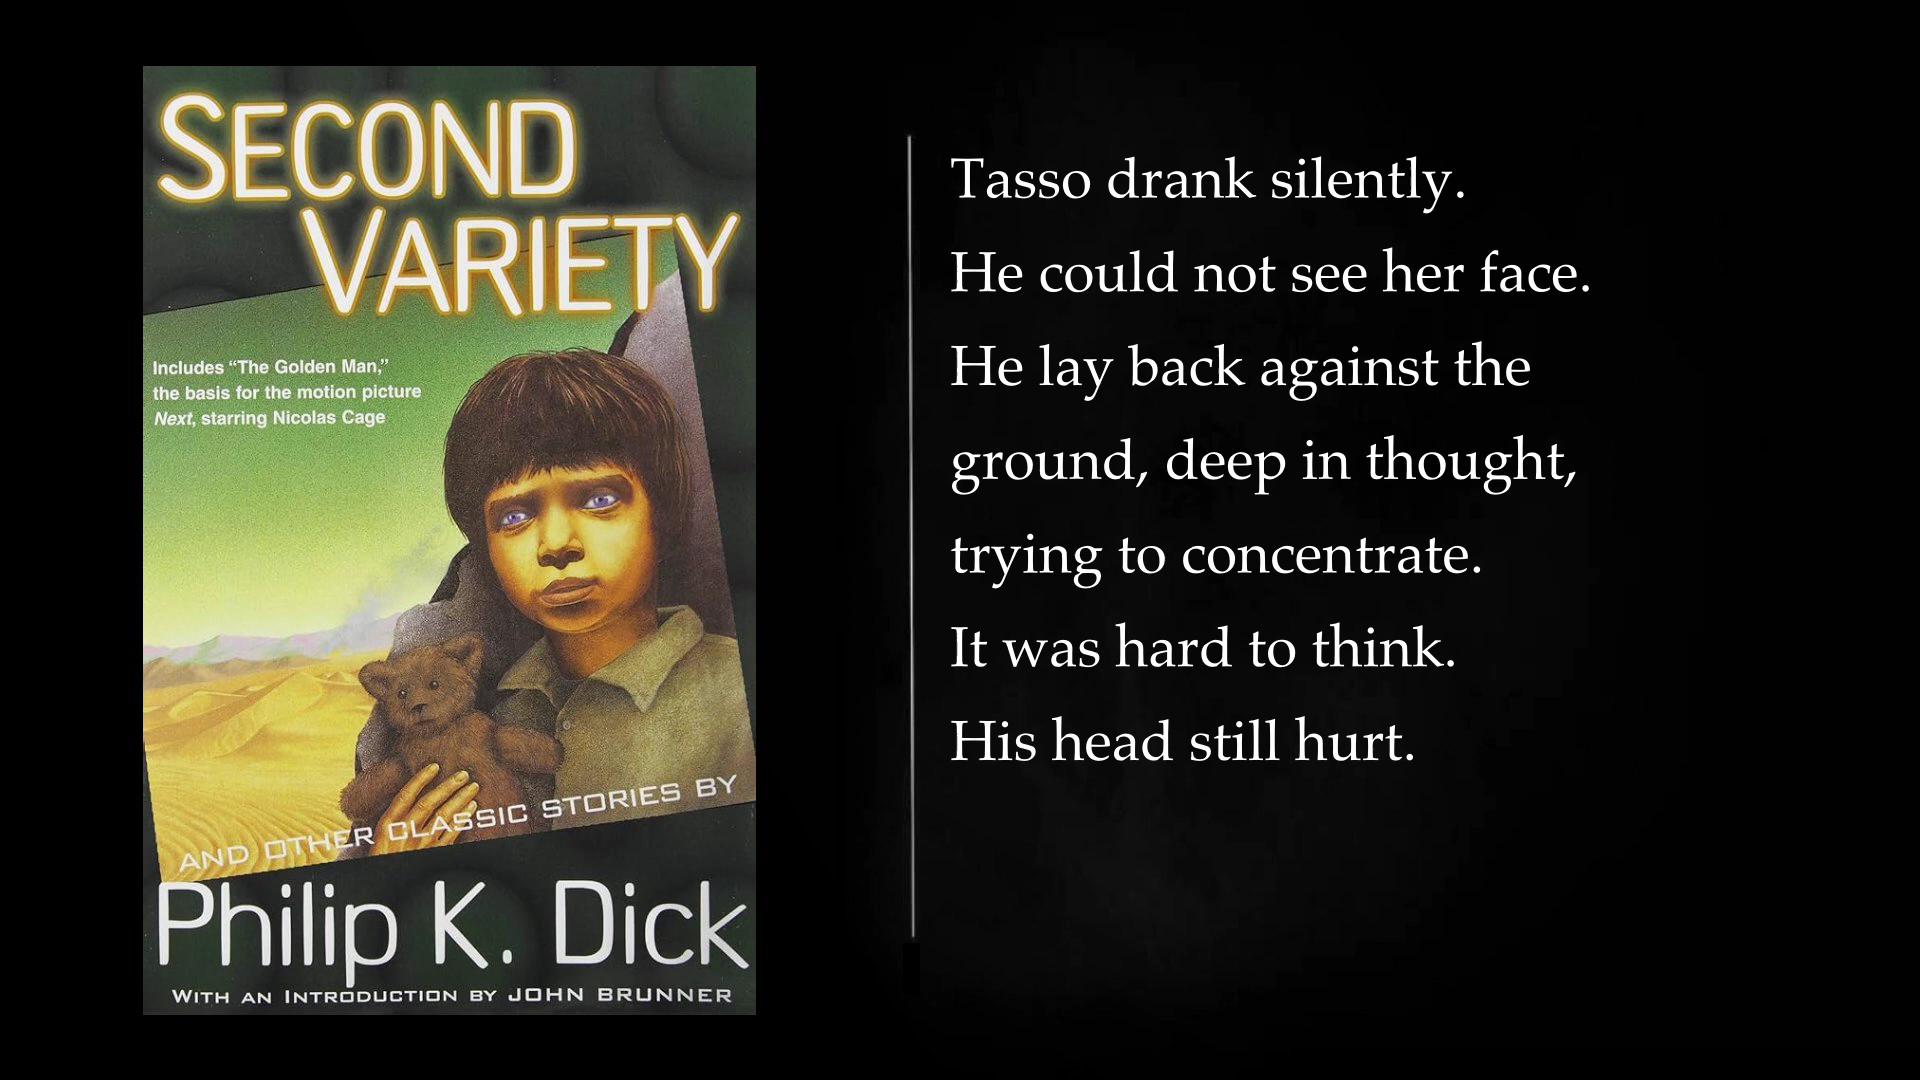 SECOND
VARIETY
Includes “The Golden Man,”
the basis for the motion picture
Next, starring Nicolas Cage
AND OTHER CLASSIC STORIES BY
Philip K. Dick
WITH AN INTRODUCTION BY JOHN BRUNNER
Tasso drank silently.
He could not see her face.
He lay back against the
ground, deep in thought,
trying to concentrate.
It was hard to think.
His head still hurt.